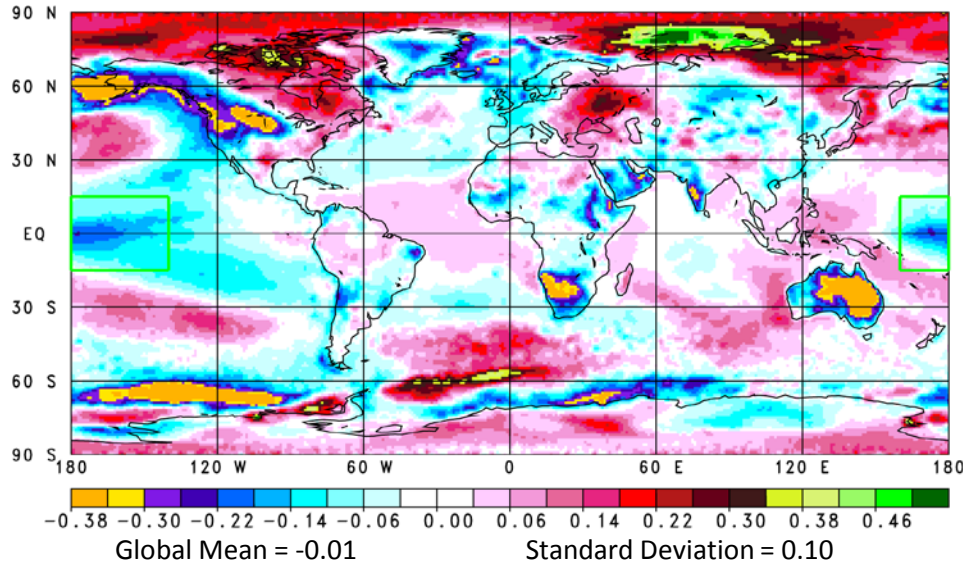 90 N
60 N
30 N
EQ
30 S
60 S
90 S
180 120 W 60 W 0 60 E 120 E 180
-0.38 -0.30 -0.22 -0.14 -0.06 0.00 0.06 0.14 0.22 0.30 0.38 0.46
Global Mean = -0.01 Standard Deviation = 0.10